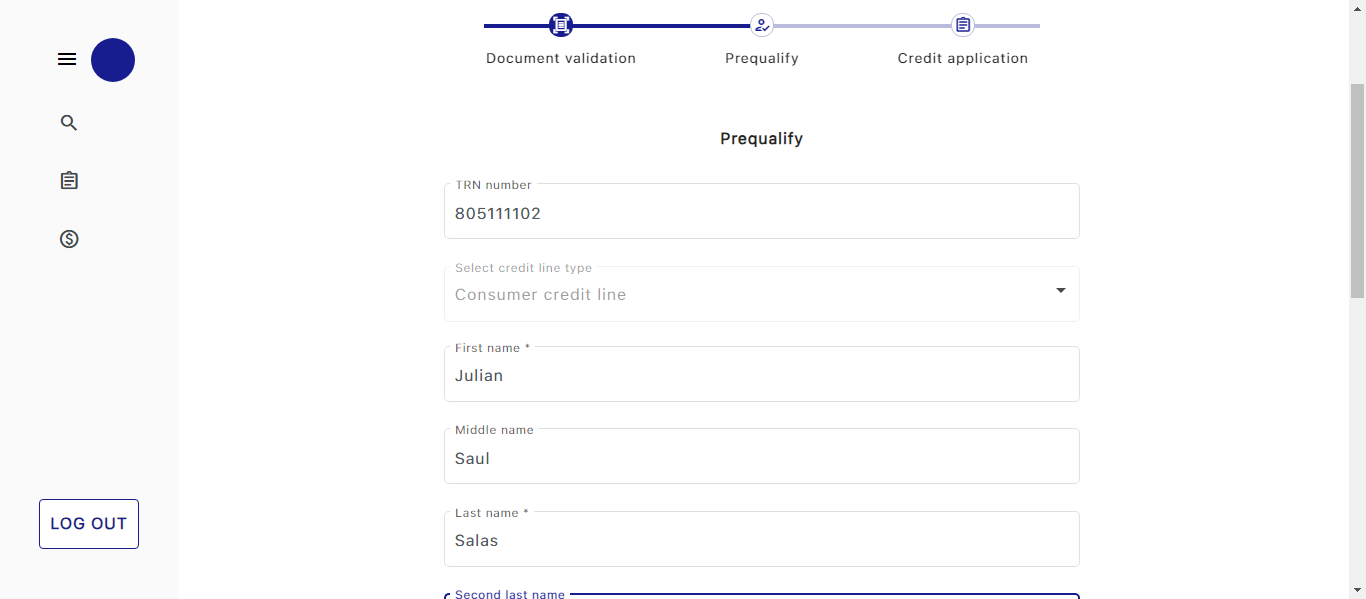 Document validation
Prequalify
Credit application
Prequalify
TRN number
805111102
Select credit line type
Consumer credit line
First name *
Julian
Middle name
Saul
Last name *
Salas
Second last name
LOG OUT